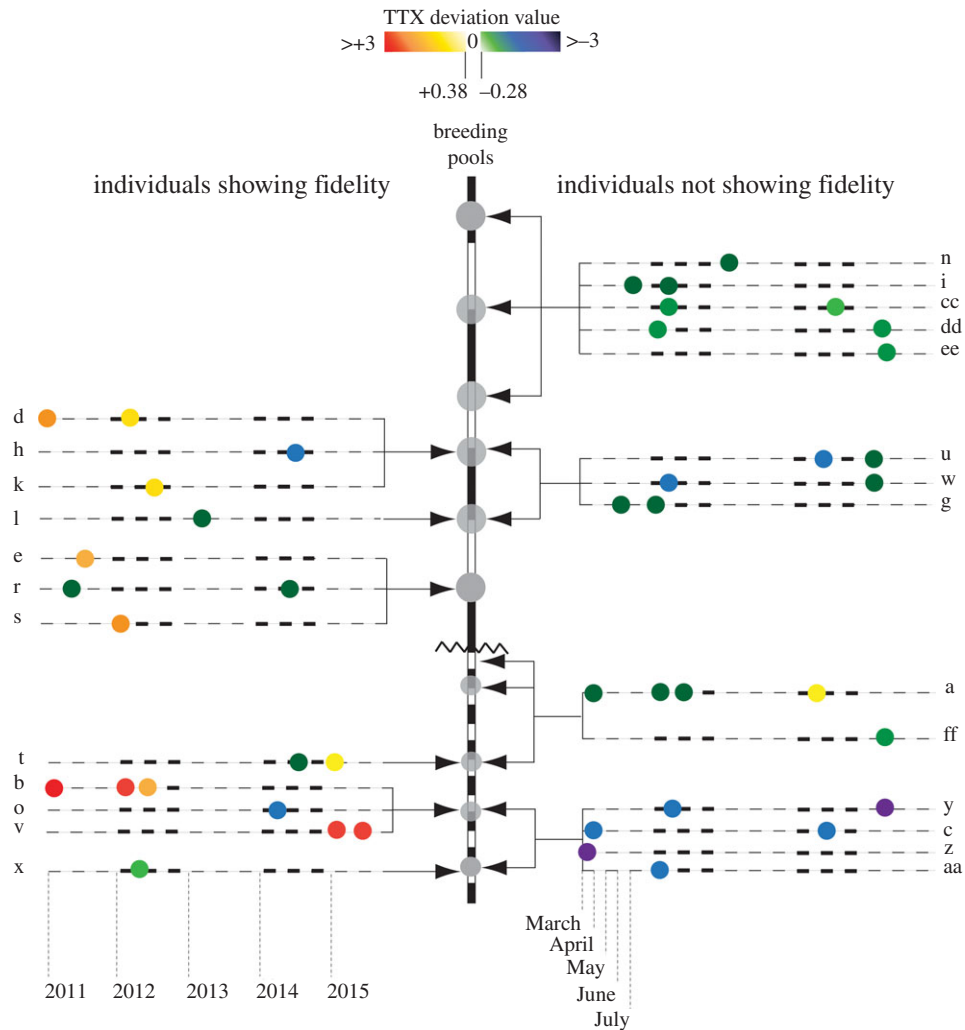 TTX deviation value
>+3
0
>–3
+0.38
–0.28
breeding
pools
individuals showing fidelity
individuals not showing fidelity
n
i
cc
dd
ee
d
h
k
l
e
r
s
u
w
g
a
ff
t
b
o
v
x
y
c
z
aa
2011
2012
2013
2014
2015
March
April
May
June
July